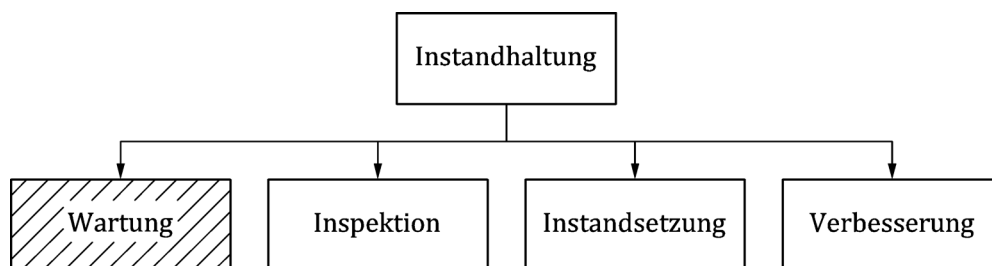 Instandhaltung
Wartung
Inspektion
Instandsetzung
Verbesserung